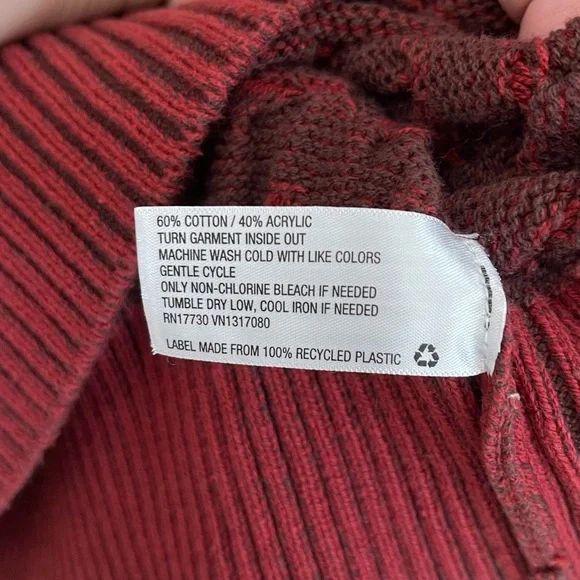 60% COTTON / 40% ACRYLIC
TURN GARMENT INSIDE OUT
MACHINE WASH COLD WITH LIKE COLORS
GENTLE CYCLE
ONLY NON-CHLORINE BLEACH IF NEEDED
TUMBLE DRY LOW, COOL IRON IF NEEDED
RN17730 VN1317080
LABEL MADE FROM 100% RECYCLED PLASTIC